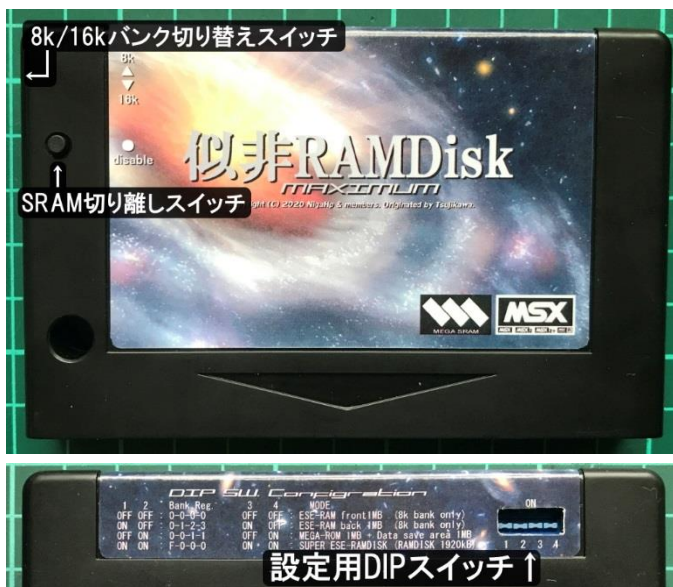 8k/16kバンク切り替えスイッチ
8k
16k
disable
似非RAMDisk
MAXIMUM
SRAM切り離しスイッチ
ght (C) 2020 Niga Hp & members. Originated by Tsujikawa.
MEGA SRAM
MSX
DIP SW. Configration
1 2 Bank Reg. 3 4 MODE
OFF OFF : 0-0-0-0 OFF OFF : ESE-RAM front 1MB (8k bank only)
ON OFF : 0-1-2-3 ON OFF : ESE-RAM back 1MB (8k bank only)
OFF ON : 0-0-1-1 OFF ON : MEGA-ROM 1MB + Data save area 1MB
ON ON : F-0-0-0 ON ON : SUPER ESE-RAMDISK (RAMDISK 1920kB)
ON
1 2 3 4
設定用DIPスイッチ↑